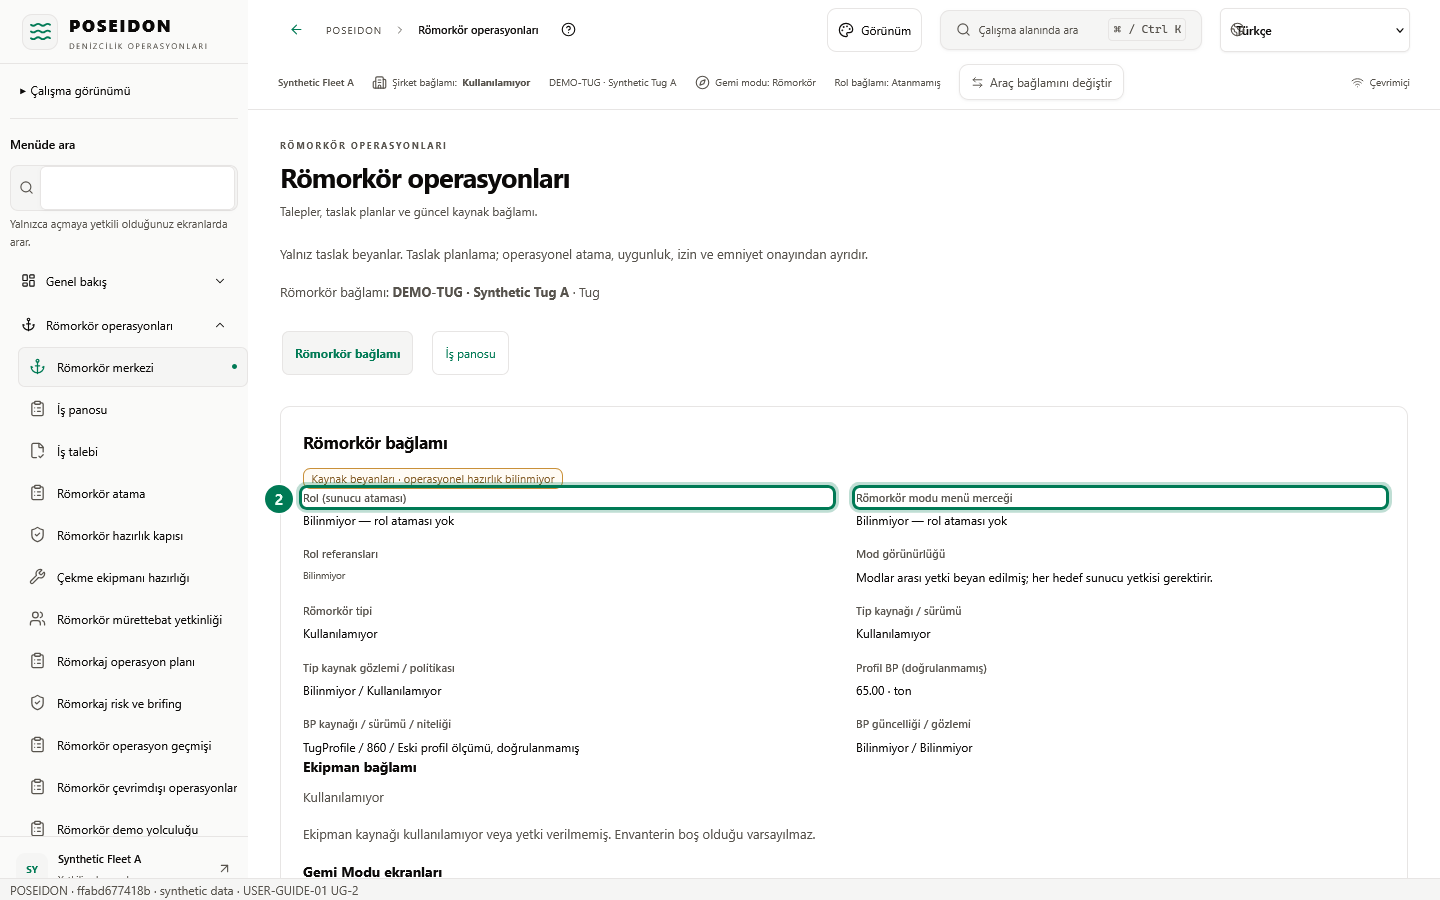 POSEIDON
DENİZCİLİK OPERASYONLARI
Çalışma görünümü
Menüde ara
Yalnızca açmaya yetkili olduğunuz ekranlarda
arar.
Genel bakış
Römorkör operasyonları
Römorkör merkezi
İş panosu
İş talebi
Römorkör atama
Römorkör hazırlık kapısı
Çekme ekipmanı hazırlığı
Römorkör mürettebat yetkinliği
Römorkaj operasyon planı
Römorkaj risk ve brifing
Römorkör operasyon geçmişi
Römorkör çevrimdışı operasyonlar
Römorkör demo yolculuğu
SY
Synthetic Fleet A
POSEIDON
Römorkör operasyonları
Görünüm
Çalışma alanında ara
⌘ / Ctrl K
Türkçe
Synthetic Fleet A
Şirket bağlamı: Kullanılamıyor
DEMO-TUG · Synthetic Tug A
Gemi modu: Römorkör
Rol bağlamı: Atanmamış
Araç bağlamını değiştir
Çevrimiçi
RÖMORKÖR OPERASYONLARI
Römorkör operasyonları
Talepler, taslak planlar ve güncel kaynak bağlamı.
Yalnız taslak beyanlar. Taslak planlama; operasyonel atama, uygunluk, izin ve emniyet onayından ayrıdır.
Römorkör bağlamı: DEMO-TUG · Synthetic Tug A · Tug
Römorkör bağlamı
İş panosu
Römorkör bağlamı
Kaynak beyanları · operasyonel hazırlık bilinmiyor
2
Rol (sunucu ataması)
Bilinmiyor — rol ataması yok
Römorkör modu menü merceği
Bilinmiyor — rol ataması yok
Rol referansları
Bilinmiyor
Mod görünürlüğü
Modlar arası yetki beyan edilmiş; her hedef sunucu yetkisi gerektirir.
Römorkör tipi
Kullanılamıyor
Tip kaynağı / sürümü
Kullanılamıyor
Tip kaynak gözlemi / politikası
Bilinmiyor / Kullanılamıyor
Profil BP (doğrulanmamış)
65.00 · ton
BP kaynağı / sürümü / niteliği
TugProfile / 860 / Eski profil ölçümü, doğrulanmamış
BP güncelliği / gözlemi
Bilinmiyor / Bilinmiyor
Ekipman bağlamı
Kullanılamıyor
Ekipman kaynağı kullanılamıyor veya yetki verilmemiş. Envanterin boş olduğu varsayılmaz.
Gemi Modu ekranları
POSEIDON · ffabd677418b · synthetic data · USER-GUIDE-01 UG-2